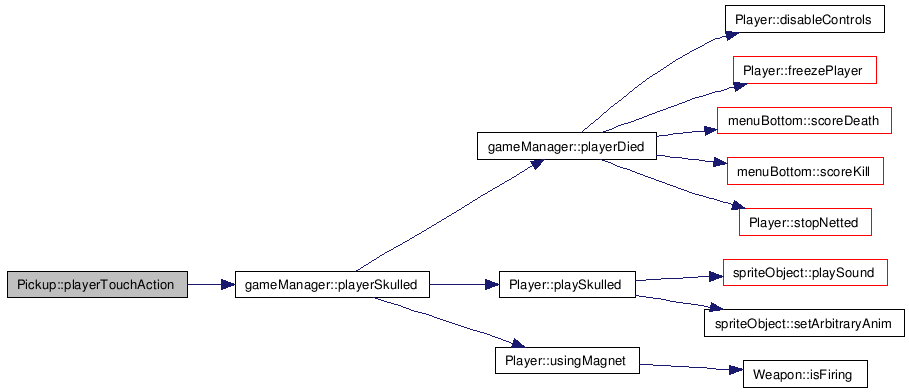 Player::disableControls
Player::freezePlayer
menuBottom::scoreDeath
gameManager::playerDied
menuBottom::scoreKill
Player::stopNetted
spriteObject::playSound
Pickup::playerTouchAction
gameManager::playerSkulled
Player::playSkulled
spriteObject::setArbitraryAnim
Player::usingMagnet
Weapon::isFiring